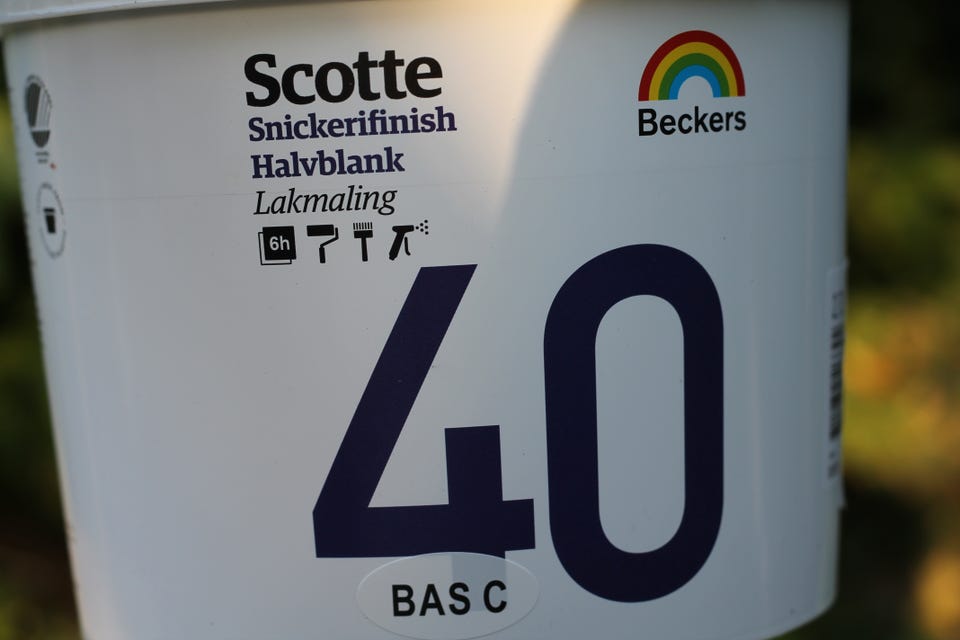 Scotte
Snickerifinish
Halvblank
Lakmaling
6h
Beckers
40
BAS C